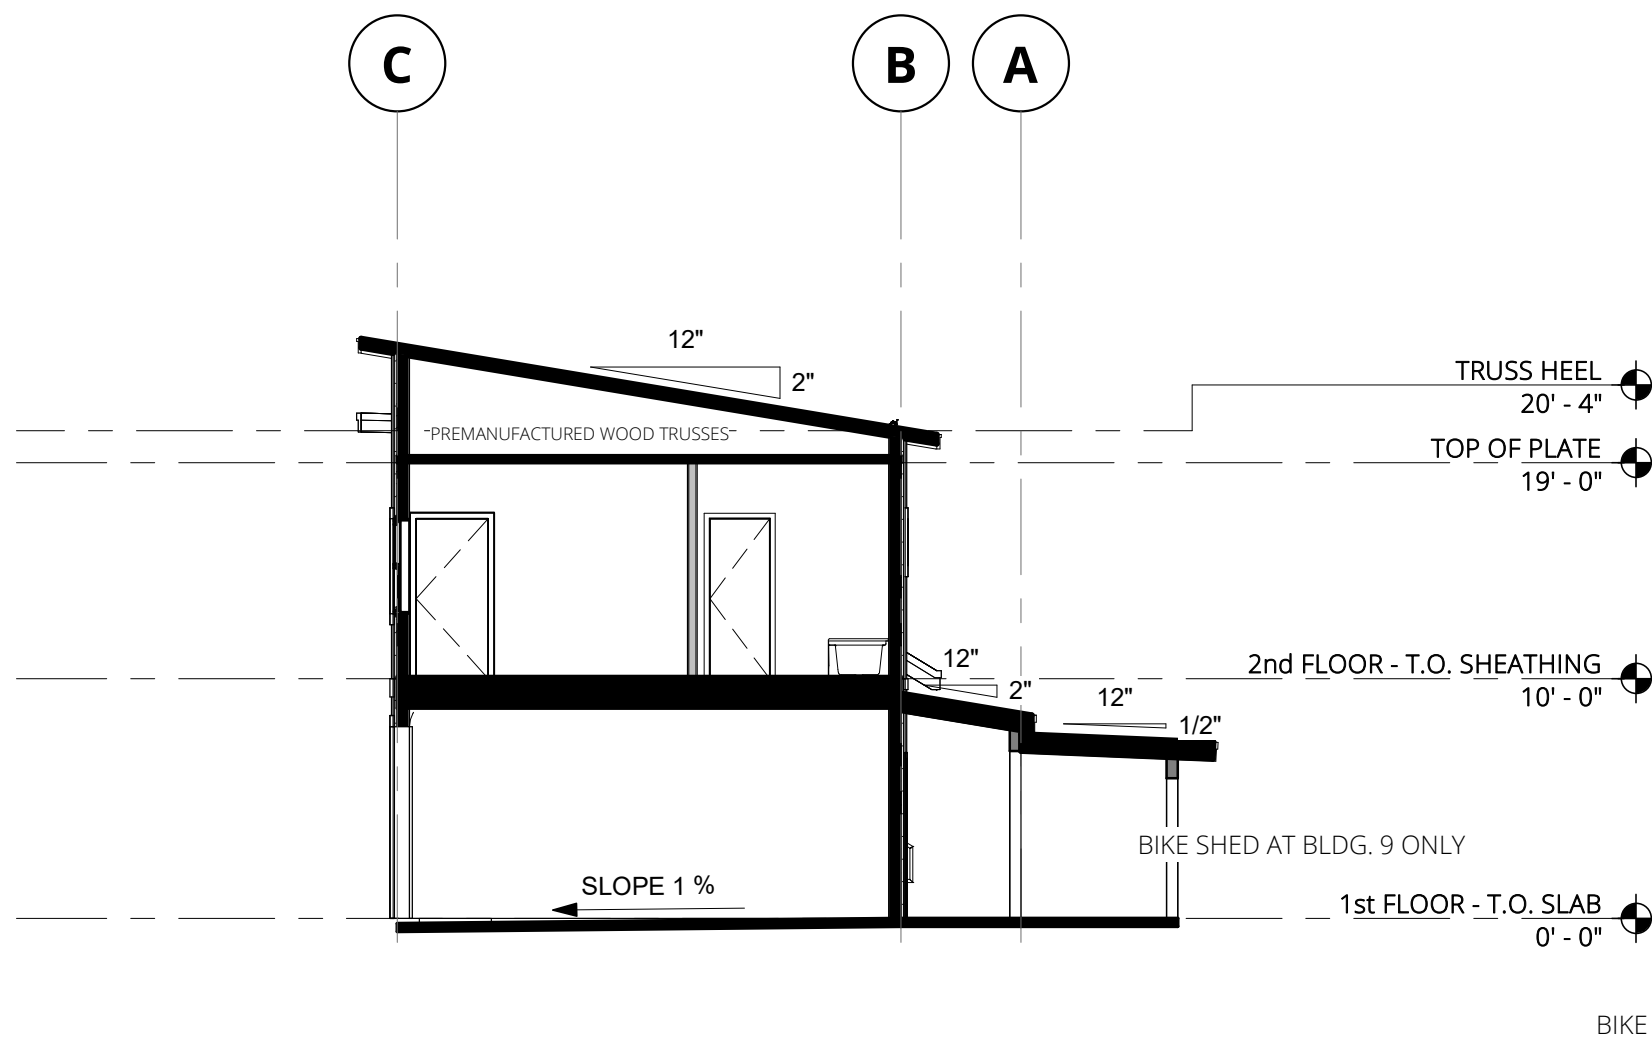 C
B
A
12"
2"
TRUSS HEEL
20' - 4"
PREMANUFACTURED WOOD TRUSSES
TOP OF PLATE
19' - 0"
12"
2"
12"
1/2"
2nd FLOOR - T.O. SHEATHING
10' - 0"
BIKE SHED AT BLDG. 9 ONLY
SLOPE 1 %
1st FLOOR - T.O. SLAB
0' - 0"
BIKE